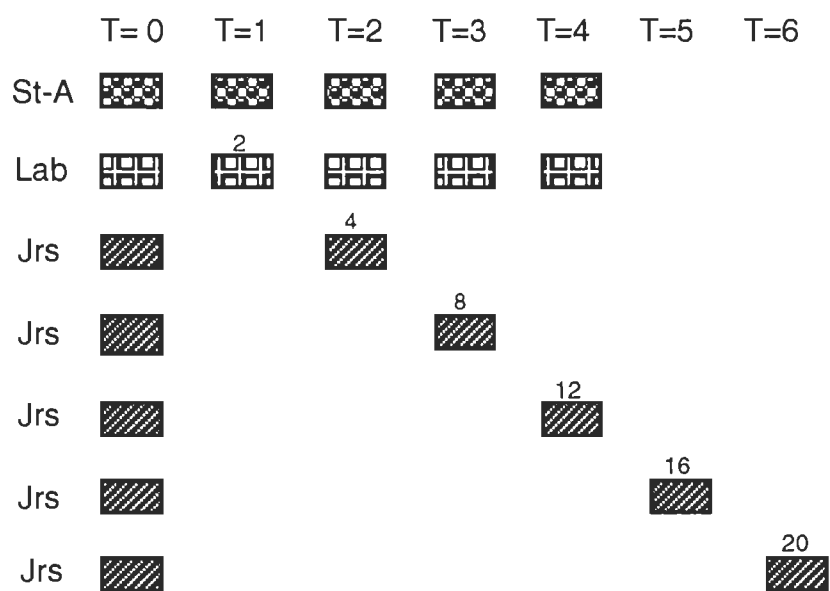 T= 0 T=1 T=2 T=3 T=4 T=5 T=6
St-A
2
Lab
4
Jrs
8
Jrs
12
Jrs
16
Jrs
20
Jrs